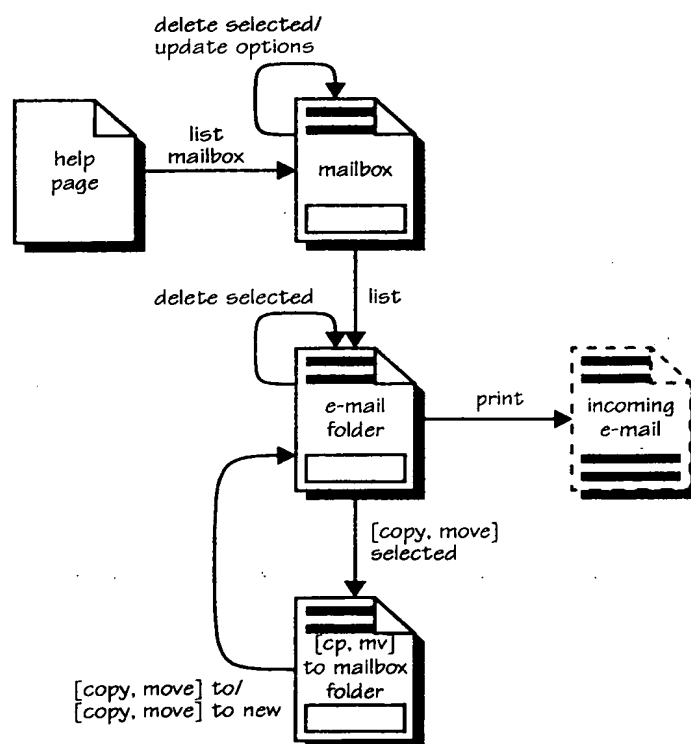 delete selected/
update options
help
page
list
mailbox
mailbox
delete selected
list
e-mail
folder
print
incoming
e-mail
[copy, move]
selected
[cp, mv]
to mailbox
folder
[copy, move] to/
[copy, move] to new